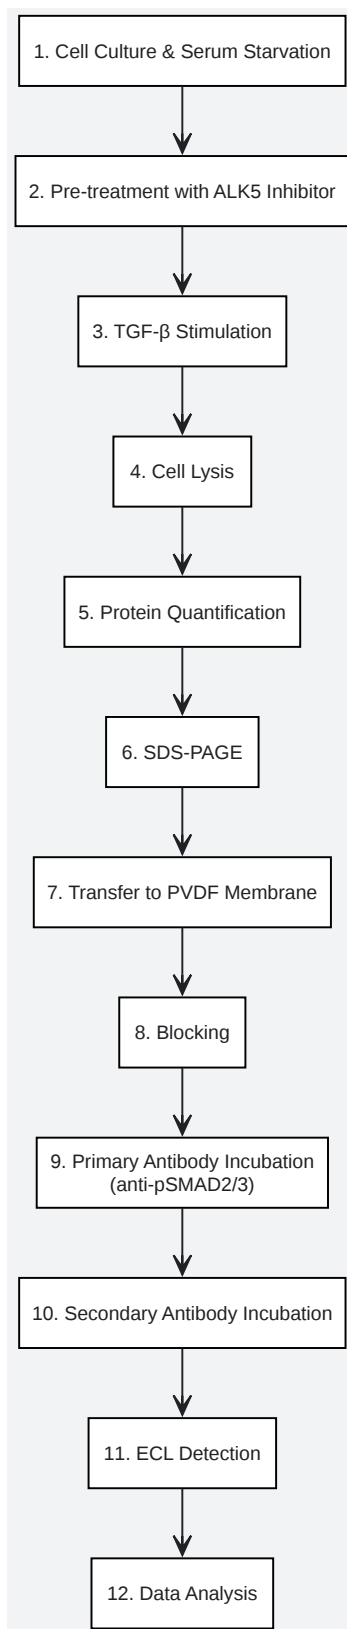 1. Cell Culture & Serum Starvation
2. Pre-treatment with ALK5 Inhibitor
3. TGF-β Stimulation
4. Cell Lysis
5. Protein Quantification
6. SDS-PAGE
7. Transfer to PVDF Membrane
8. Blocking
9. Primary Antibody Incubation
(anti-pSMAD2/3)
10. Secondary Antibody Incubation
11. ECL Detection
12. Data Analysis